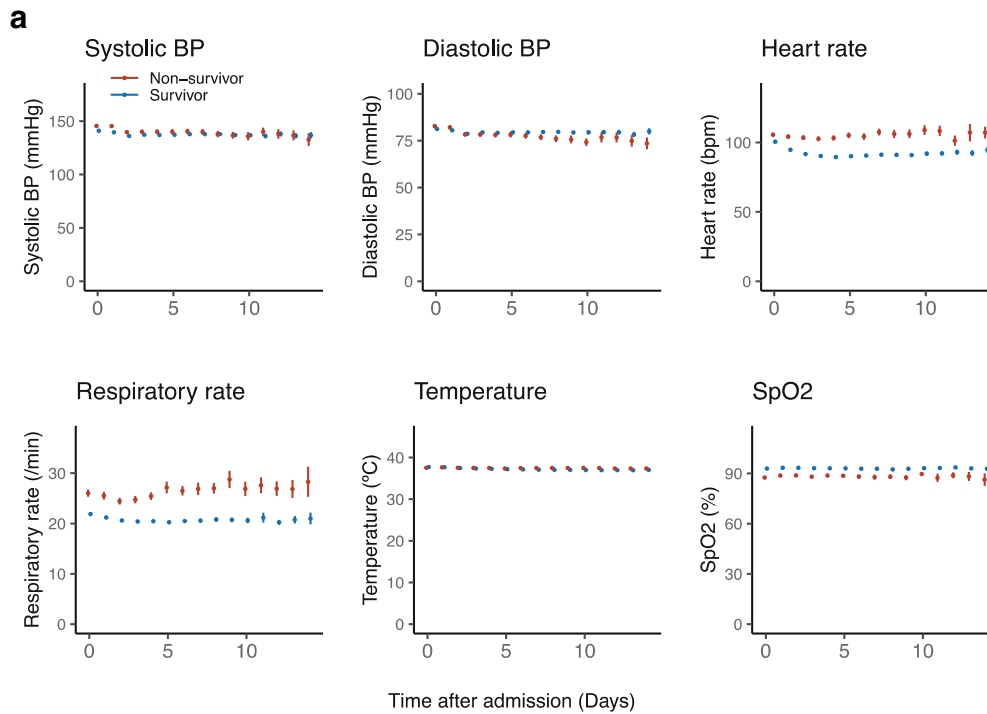 a
Systolic BP
Diastolic BP
Heart rate
Non−survivor
Survivor
Systolic BP (mmHg)
150
100
50
0
0 5 10
Diastolic BP (mmHg)
100
75
50
25
0
0 5 10
Heart rate (bpm)
100
50
0
0 5 10
Respiratory rate
Temperature
SpO2
Respiratory rate (/min)
30
20
10
0
0 5 10
Temperature (ºC)
40
30
20
10
0
0 5 10
SpO2 (%)
90
60
30
0
0 5 10
Time after admission (Days)